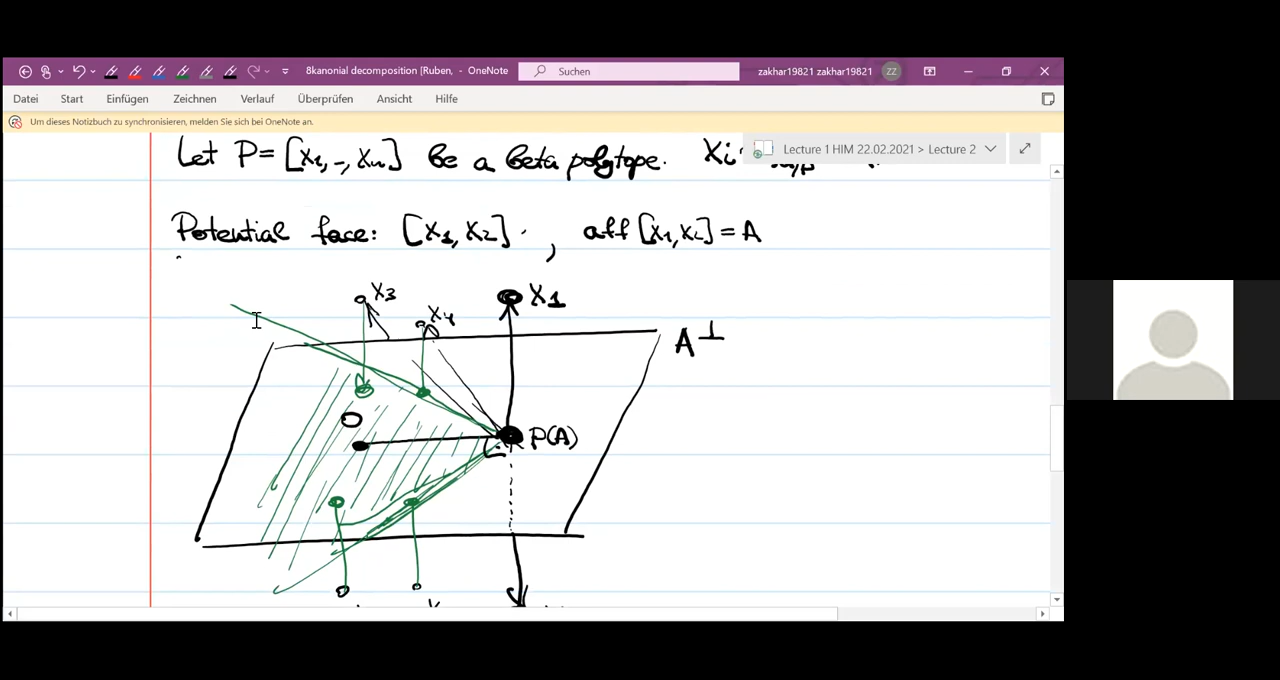 8kanonial decomposition [Ruben, - OneNote
Suchen
zakhar19821 zakhar19821
ZZ
Datei Start Einfügen Zeichnen Verlauf Überprüfen Ansicht Hilfe
Um dieses Notizbuch zu synchronisieren, melden Sie sich bei OneNote an.
Lecture 1 HIM 22.02.2021 > Lecture 2
Let P = [X1, -, Xn] be a beta polytope. Xi
Potential face: [X1, X2] , aff [X1, X2] = A
X3
X4
X1
A⊥
O
P(A)